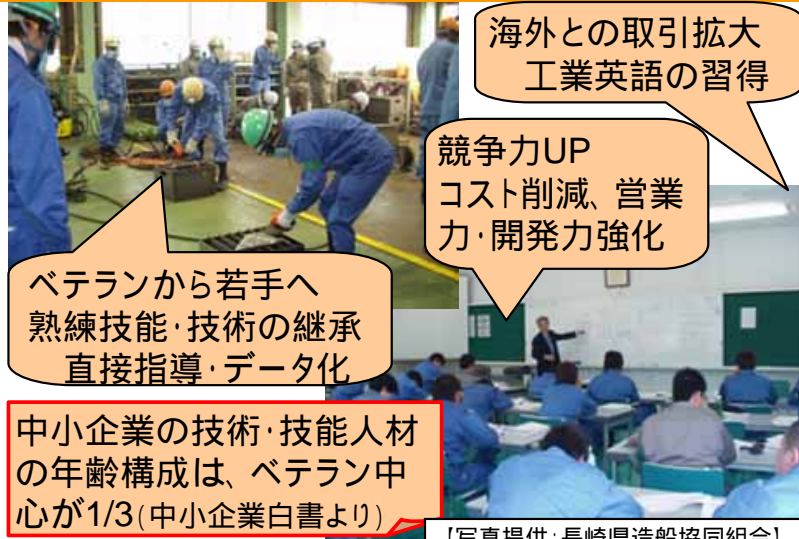 海外との取引拡大
工業英語の習得
競争力UP
コスト削減、営業
力・開発力強化
ベテランから若手へ
熟練技能・技術の継承
直接指導・データ化
中小企業の技術・技能人材
の年齢構成は、ベテラン中
心が1/3(中小企業白書より)
【写真提供:長崎県造船協同組合】